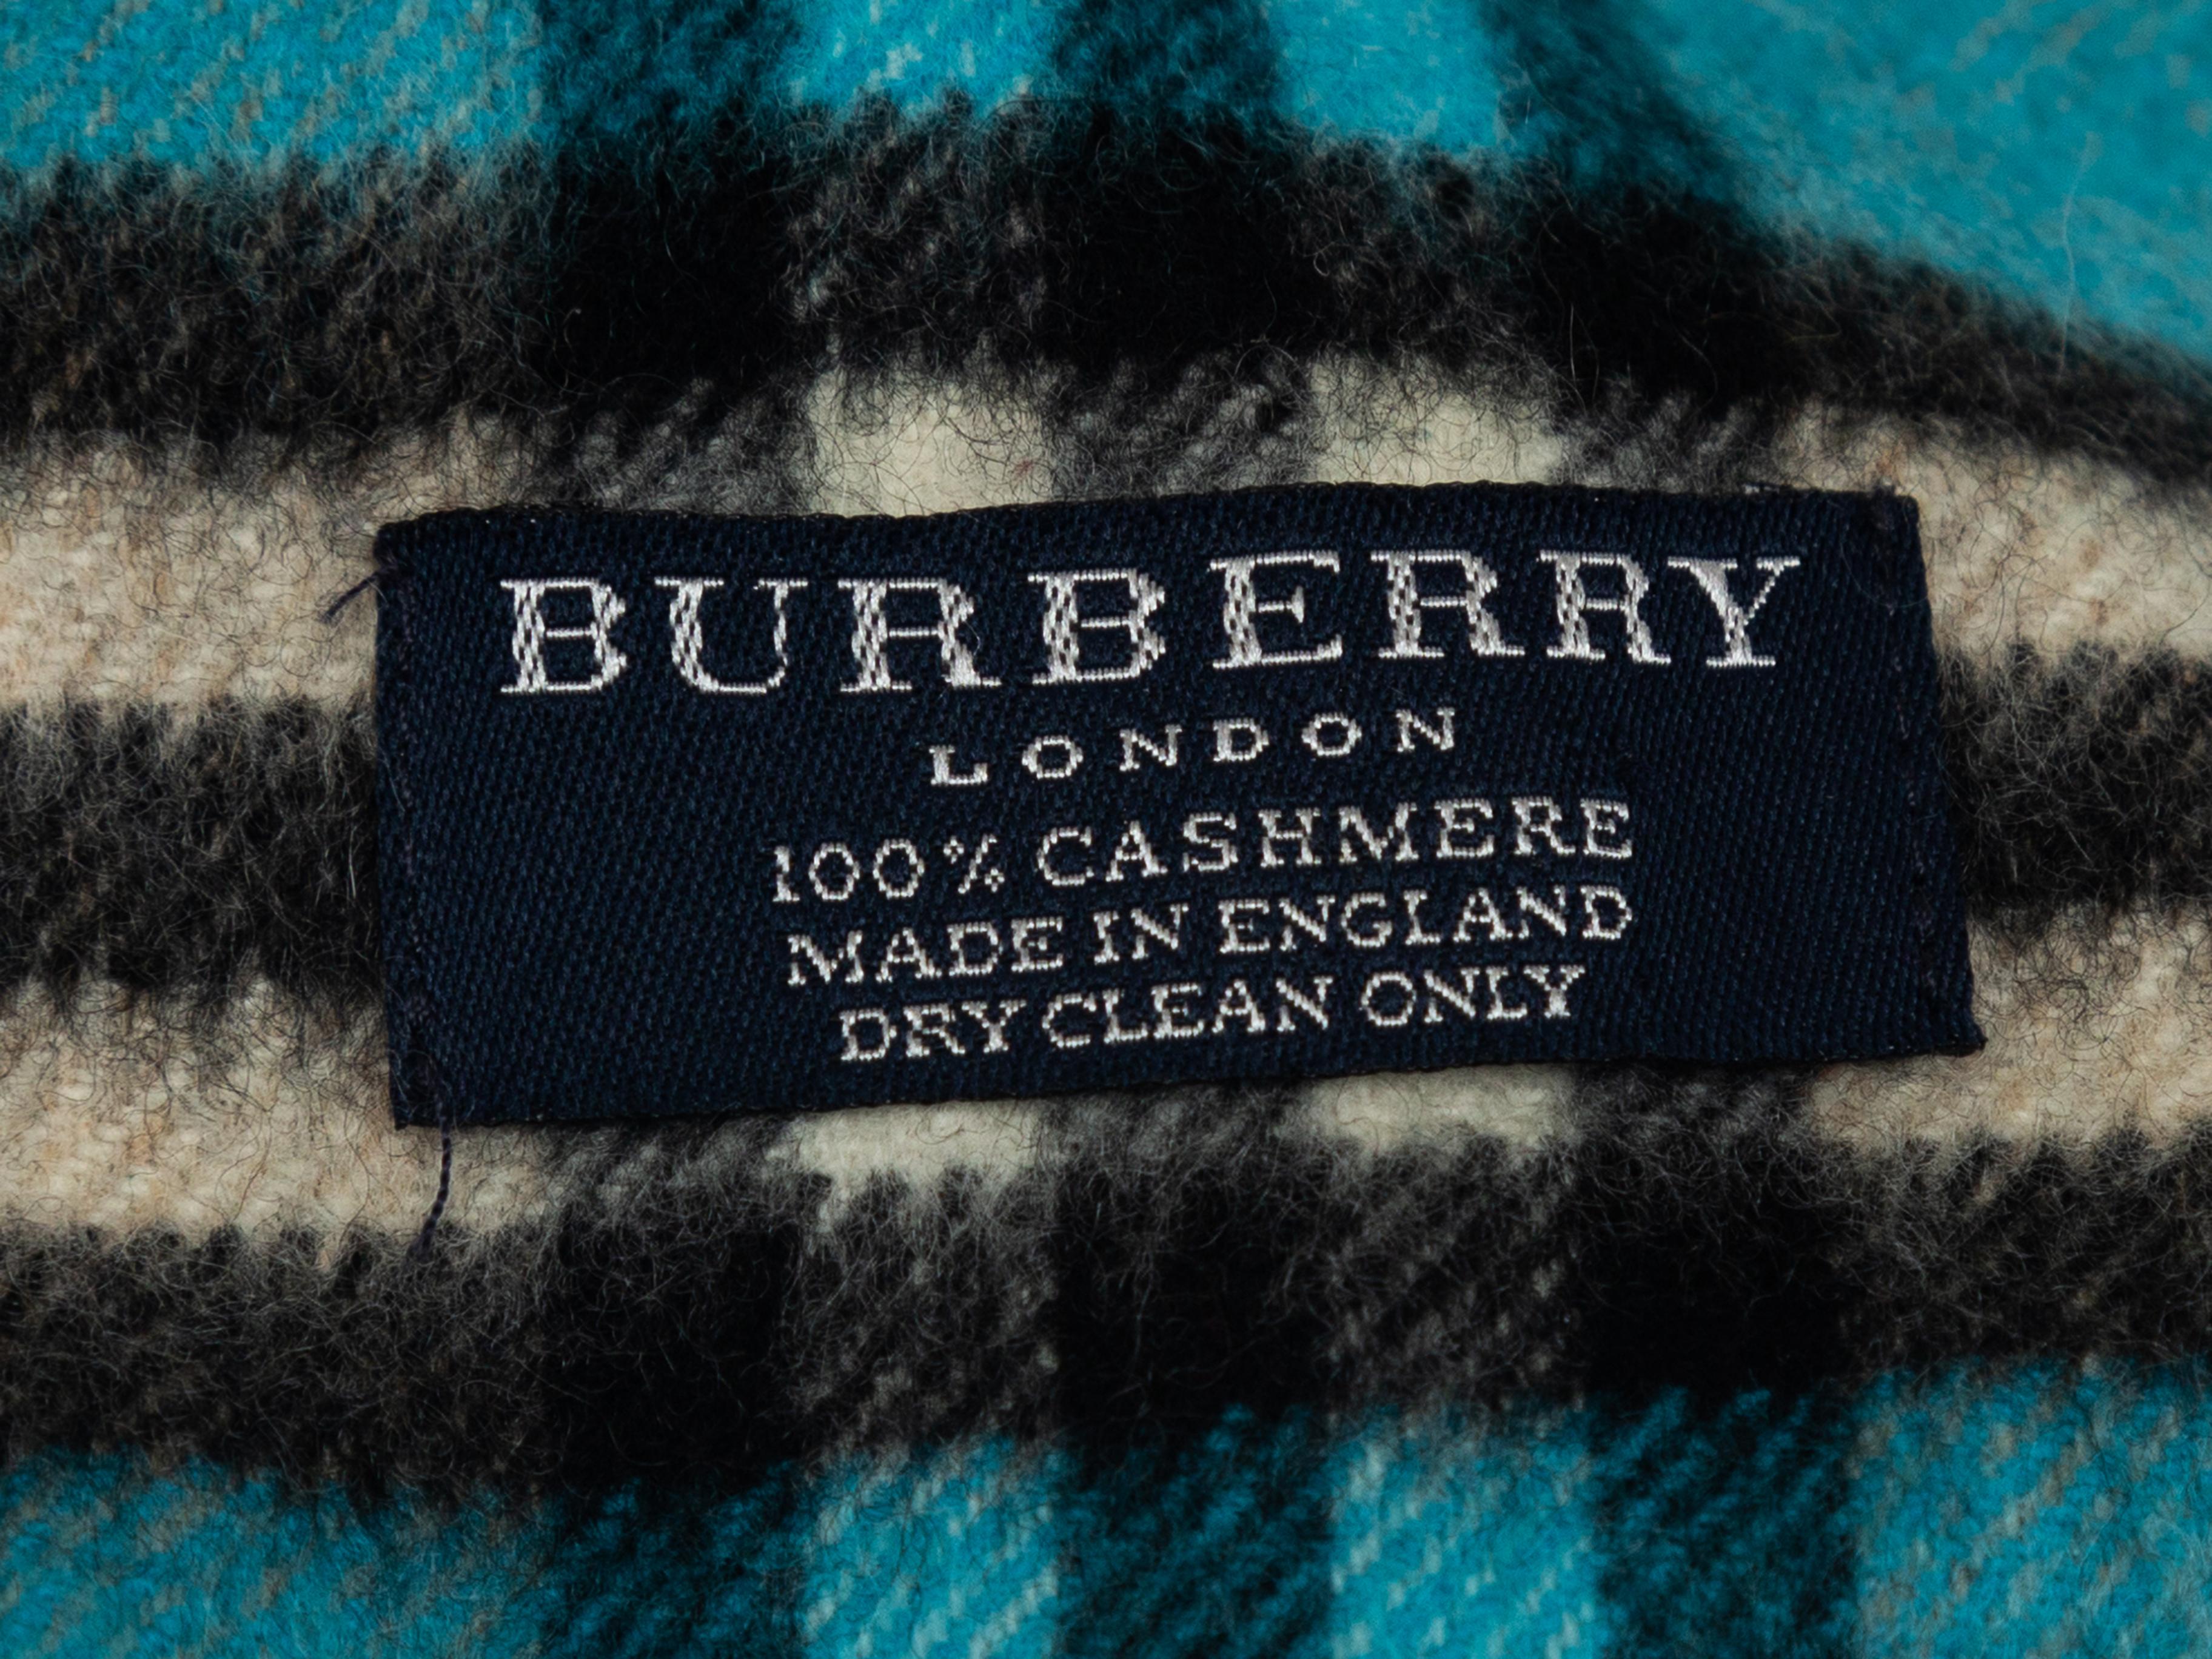 BURBERRY
LONDON
100% CASHMERE
MADE IN ENGLAND
DRY CLEAN ONLY